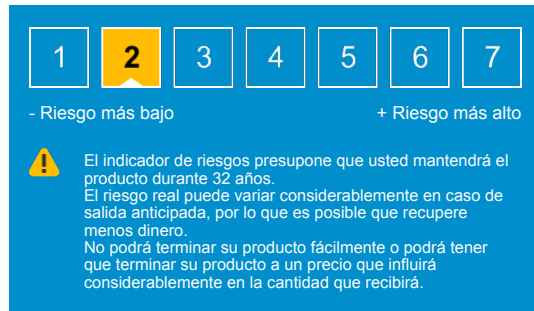 1 2 3 4 5 6 7
- Riesgo más bajo + Riesgo más alto
El indicador de riesgos presupone que usted mantendrá el
producto durante 32 años.
El riesgo real puede variar considerablemente en caso de
salida anticipada, por lo que es posible que recupere
menos dinero.
No podrá terminar su producto fácilmente o podrá tener
que terminar su producto a un precio que influirá
considerablemente en la cantidad que recibirá.